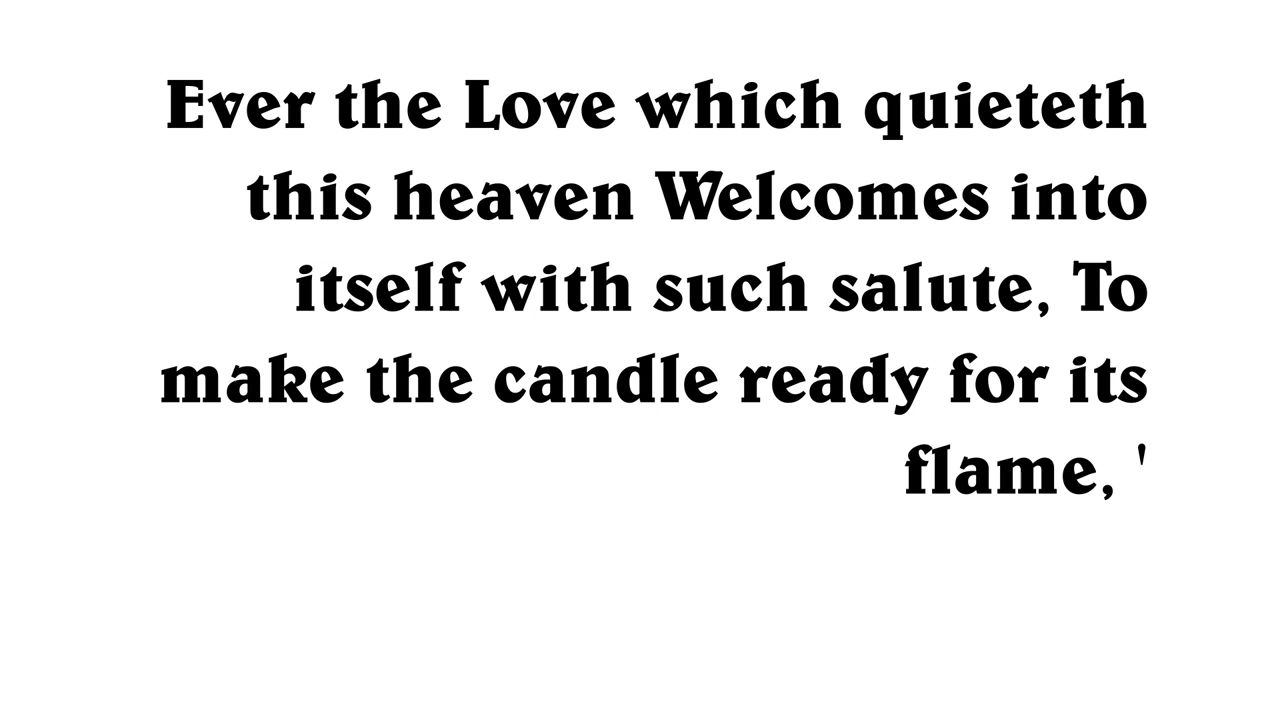 Ever the Love which quieteth
this heaven Welcomes into
itself with such salute, To
make the candle ready for its
flame, '